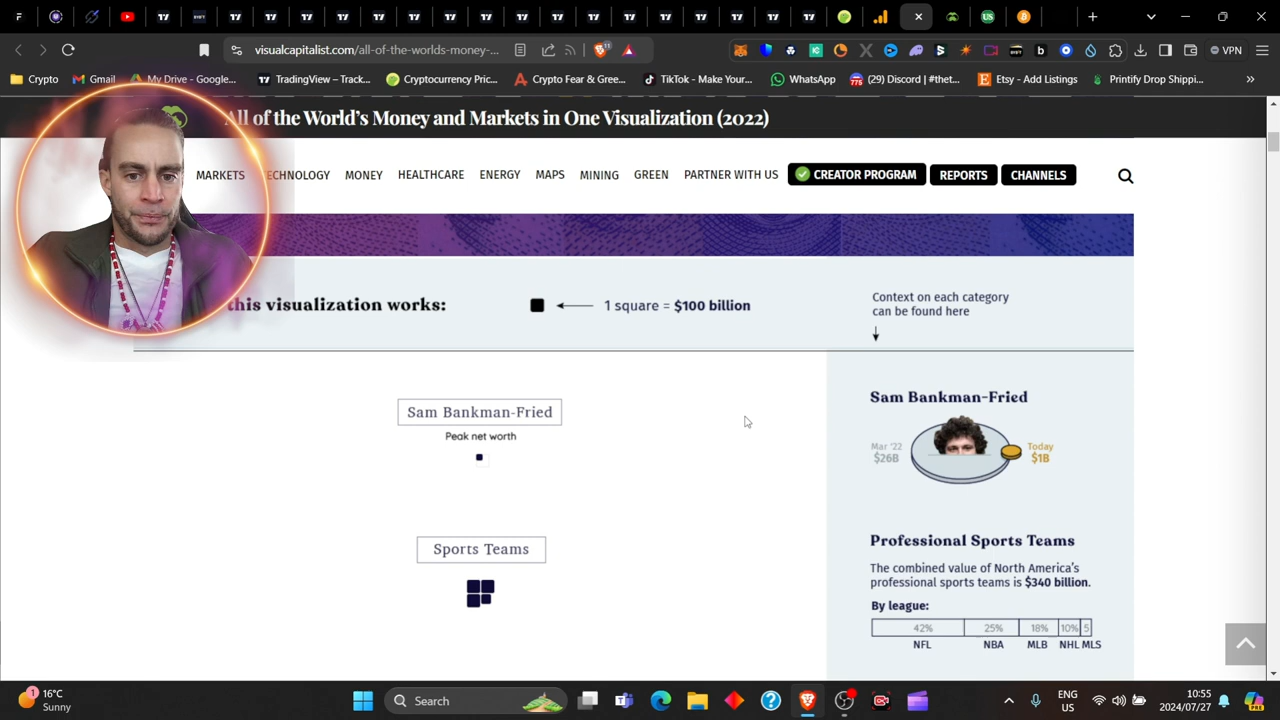 visualcapitalist.com/all-of-the-worlds-money-...
11
VPN
Crypto
Gmail
My Drive - Google...
TradingView – Track...
Cryptocurrency Pric...
Crypto Fear & Gree...
TikTok - Make Your...
WhatsApp
(29) Discord | #thet...
Etsy - Add Listings
Printify Drop Shippi...
All of the World's Money and Markets in One Visualization (2022)
MARKETS
ECHNOLOGY
MONEY
HEALTHCARE
ENERGY
MAPS
MINING
GREEN
PARTNER WITH US
CREATOR PROGRAM
REPORTS
CHANNELS
this visualization works:
1 square = $100 billion
Context on each category
can be found here
Sam Bankman-Fried
Peak net worth
Sam Bankman-Fried
Mar '22
$26B
Today
$1B
Sports Teams
Professional Sports Teams
The combined value of North America's
professional sports teams is $340 billion.
By league:
42% 25% 18% 10% 5
NFL NBA MLB NHL MLS
1
16°C
Sunny
Search
ENG
US
10:55
2024/07/27